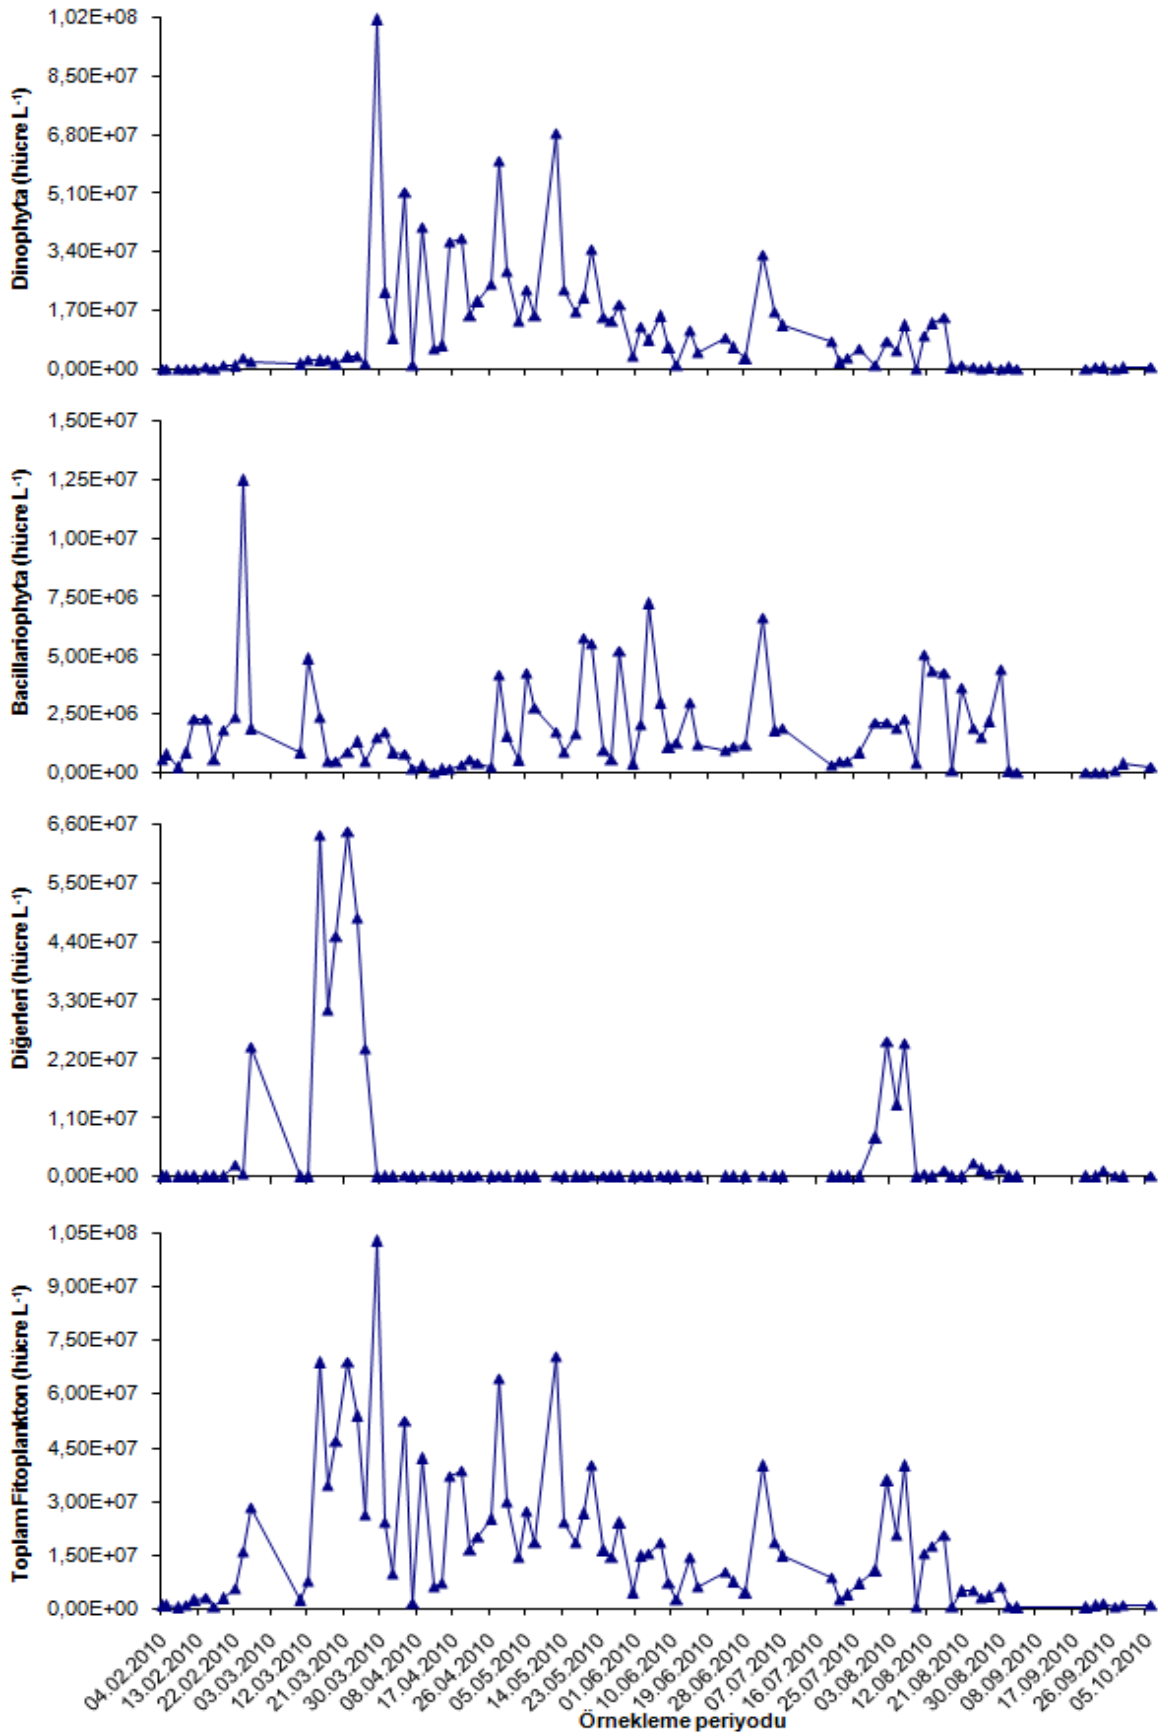 Dinophyta (hücre L⁻¹)
1,02E+08
8,50E+07
6,80E+07
5,10E+07
3,40E+07
1,70E+07
0,00E+00
Bacillariophyta (hücre L⁻¹)
1,50E+07
1,25E+07
1,00E+07
7,50E+06
5,00E+06
2,50E+06
0,00E+00
Diğerleri (hücre L⁻¹)
6,60E+07
5,50E+07
4,40E+07
3,30E+07
2,20E+07
1,10E+07
0,00E+00
Toplam Fitoplankton (hücre L⁻¹)
1,05E+08
9,00E+07
7,50E+07
6,00E+07
4,50E+07
3,00E+07
1,50E+07
0,00E+00
04.02.2010
13.02.2010
22.02.2010
03.03.2010
12.03.2010
21.03.2010
30.03.2010
08.04.2010
17.04.2010
26.04.2010
05.05.2010
14.05.2010
23.05.2010
01.06.2010
10.06.2010
19.06.2010
28.06.2010
07.07.2010
16.07.2010
25.07.2010
03.08.2010
12.08.2010
21.08.2010
30.08.2010
08.09.2010
17.09.2010
26.09.2010
05.10.2010
Örnekleme periyodu